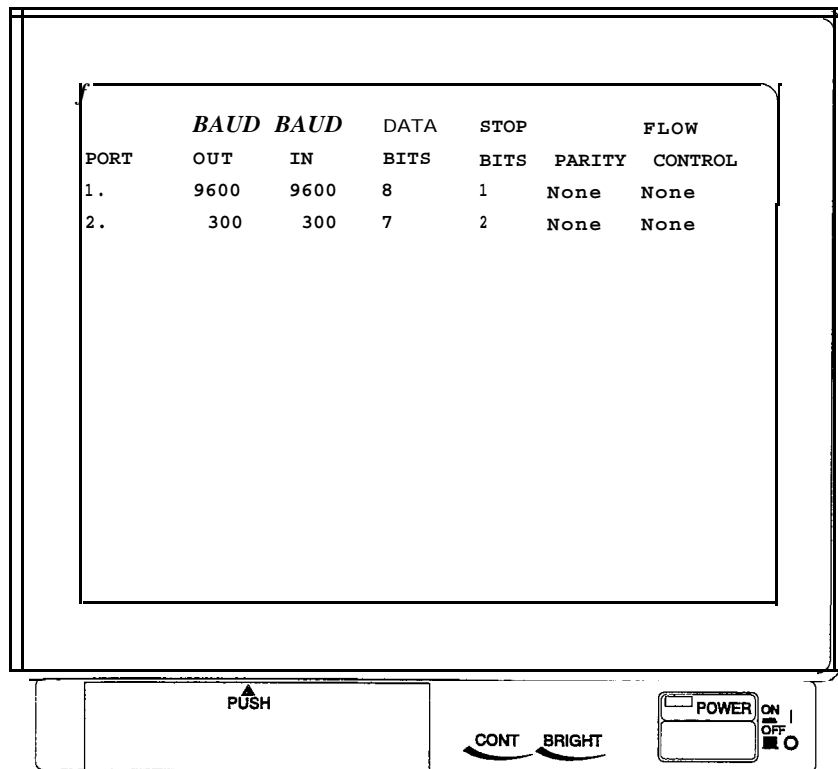 BAUD BAUD DATA STOP FLOW
PORT OUT IN BITS BITS PARITY CONTROL
1. 9600 9600 8 1 None None
2. 300 300 7 2 None None
PUSH
CONT BRIGHT
POWER ON
OFF